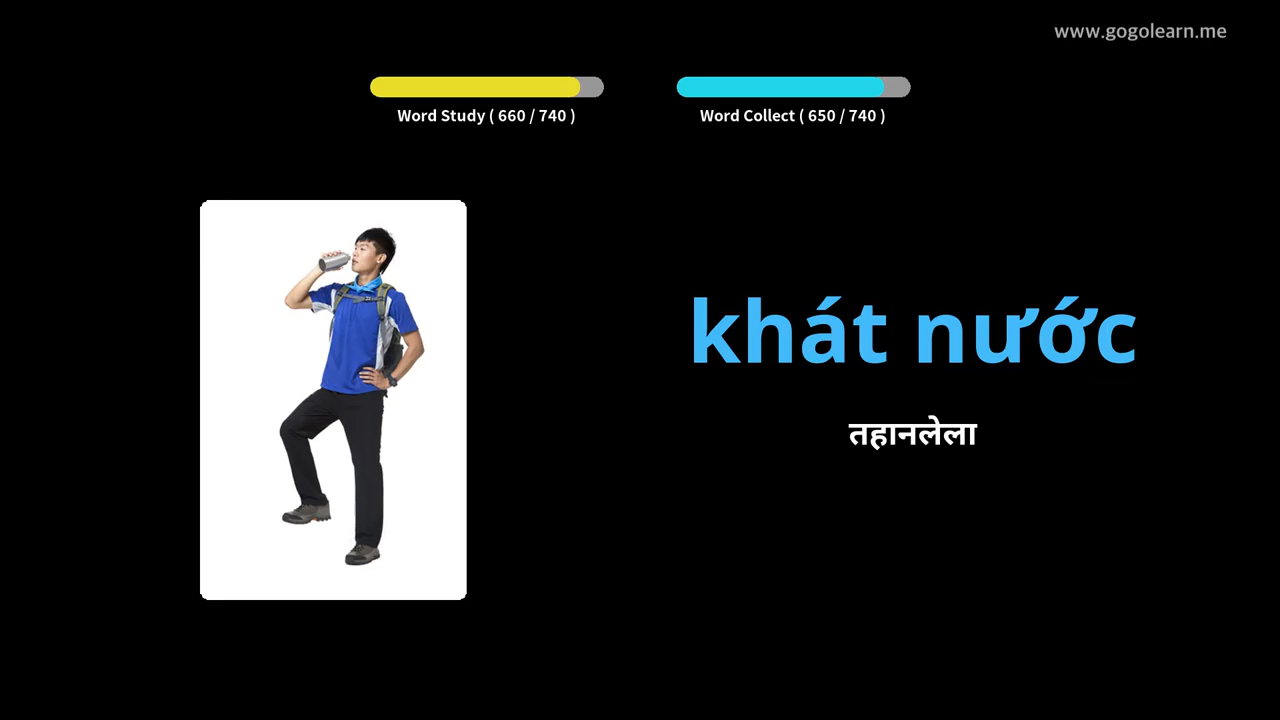 www.gogolearn.me
Word Study ( 660 / 740 )
Word Collect ( 650 / 740 )
khát nước
तहानलेला